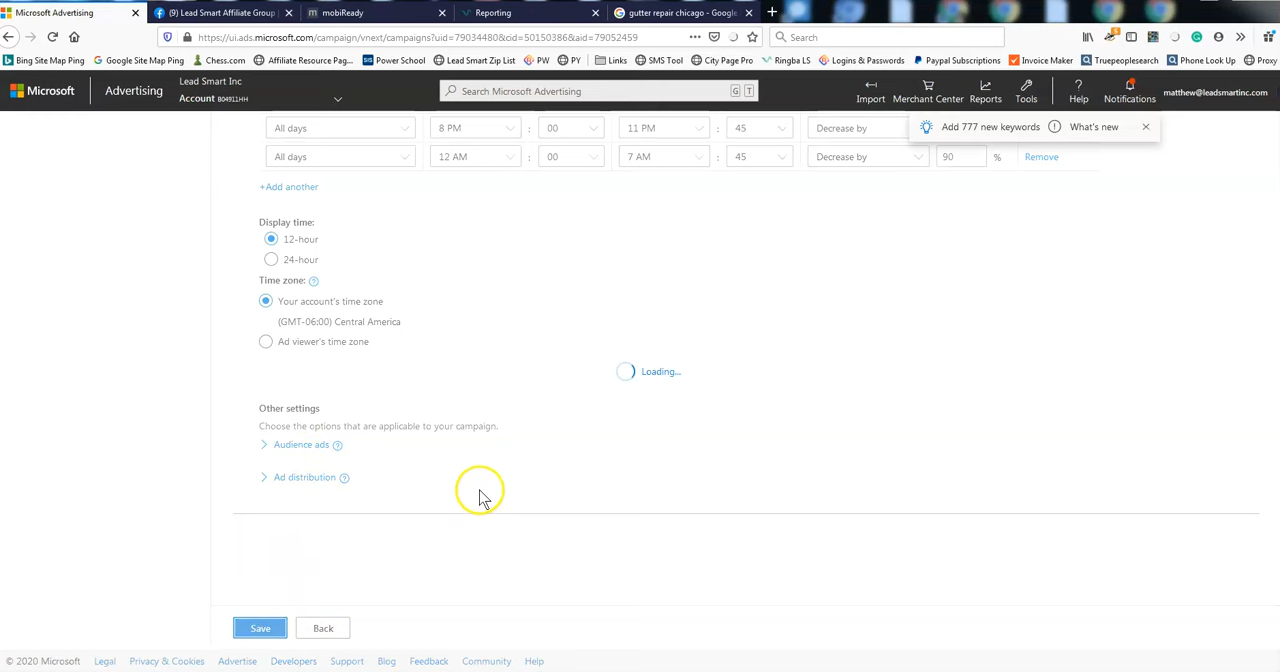 Microsoft Advertising
(9) Lead Smart Affiliate Group |
mobiReady
Reporting
gutter repair chicago - Google
https://ui.ads.microsoft.com/campaign/vnext/campaigns?uid=79034480&cid=50150386&aid=79052459
Search
Bing Site Map Ping
Google Site Map Ping
Chess.com
Affiliate Resource Pag...
Power School
Lead Smart Zip List
PW
PY
Links
SMS Tool
City Page Pro
Ringba LS
Logins & Passwords
Paypal Subscriptions
Invoice Maker
Truepeoplesearch
Phone Look Up
Proxy
Microsoft
Advertising
Lead Smart Inc
Account B04911HH
Search Microsoft Advertising
G T
Import
Merchant Center
Reports
Tools
Help
Notifications
matthew@leadsmartinc.com
Add 777 new keywords
What's new
All days 8 PM : 00 11 PM : 45 Decrease by
All days 12 AM : 00 7 AM : 45 Decrease by 90 % Remove
+Add another
Display time:
12-hour
24-hour
Time zone:
Your account's time zone
(GMT-06:00) Central America
Ad viewer's time zone
Loading...
Other settings
Choose the options that are applicable to your campaign.
Audience ads
Ad distribution
Save
Back
© 2020 Microsoft
Legal
Privacy & Cookies
Advertise
Developers
Support
Blog
Feedback
Community
Help